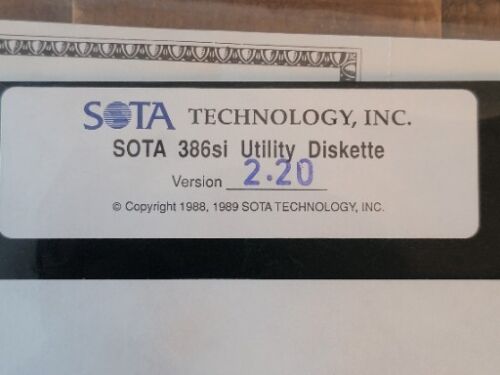 SOTA TECHNOLOGY, INC.
SOTA 386si Utility Diskette
Version 2.20
© Copyright 1988, 1989 SOTA TECHNOLOGY, INC.